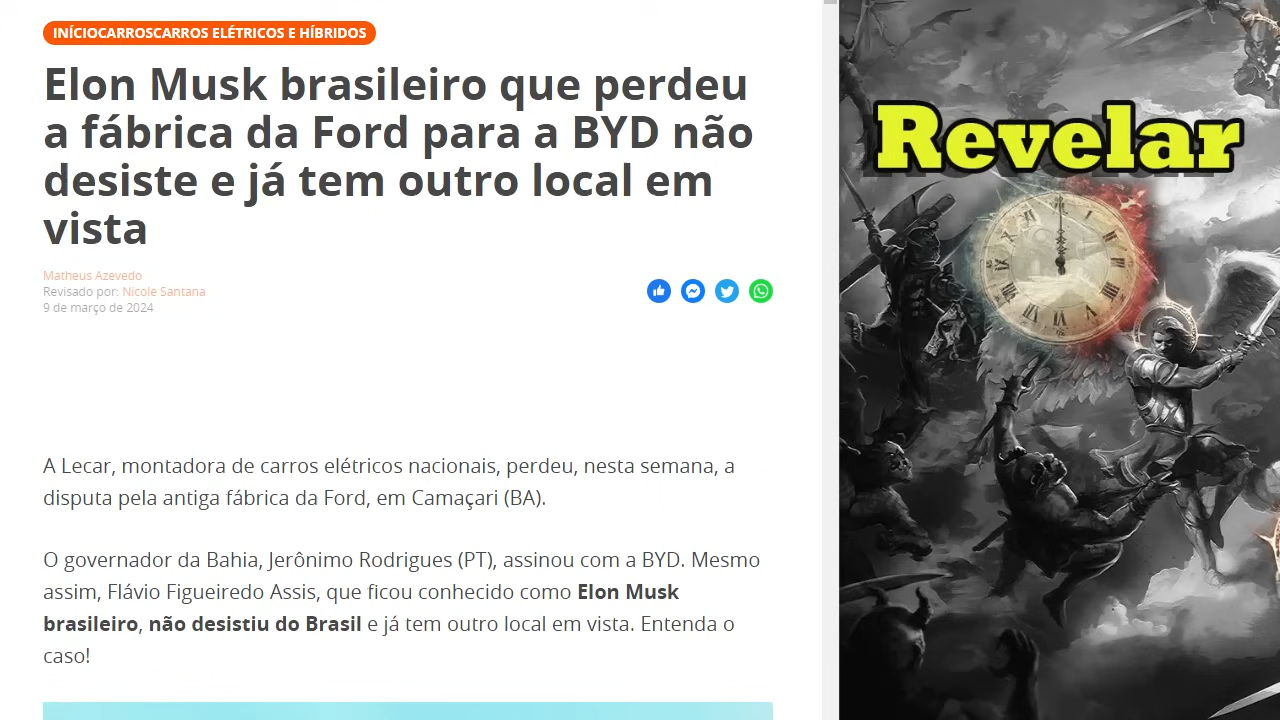 INÍCIOCARROSCARROS ELÉTRICOS E HÍBRIDOS
Elon Musk brasileiro que perdeu
a fábrica da Ford para a BYD não
desiste e já tem outro local em
vista
Matheus Azevedo
Revisado por: Nicole Santana
9 de março de 2024
A Lecar, montadora de carros elétricos nacionais, perdeu, nesta semana, a
disputa pela antiga fábrica da Ford, em Camaçari (BA).
O governador da Bahia, Jerônimo Rodrigues (PT), assinou com a BYD. Mesmo
assim, Flávio Figueiredo Assis, que ficou conhecido como Elon Musk
brasileiro, não desistiu do Brasil e já tem outro local em vista. Entenda o
caso!
Revelar